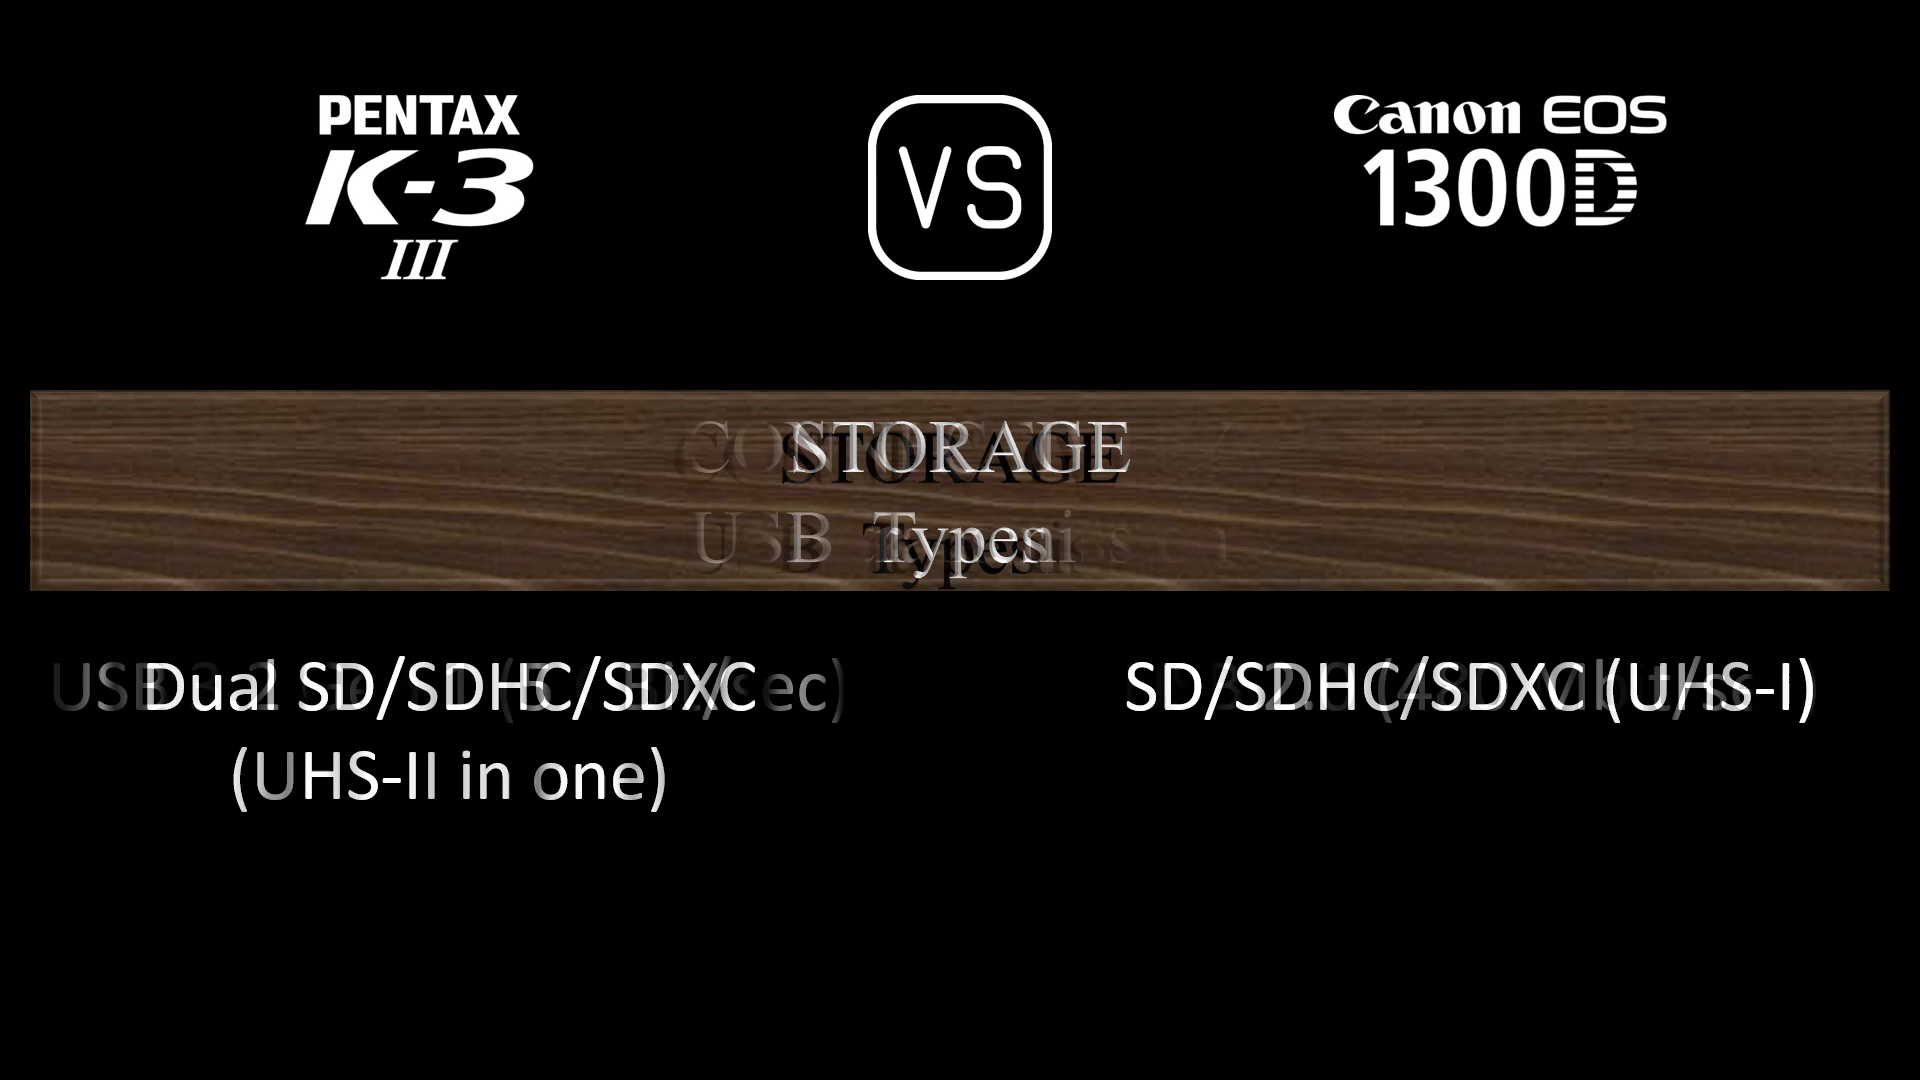 PENTAX
K-3
III
VS
Canon EOS
1300D
STORAGE
Types
Dual SD/SDHC/SDXC
(UHS-II in one)
SD/SDHC/SDXC (UHS-I)
USB